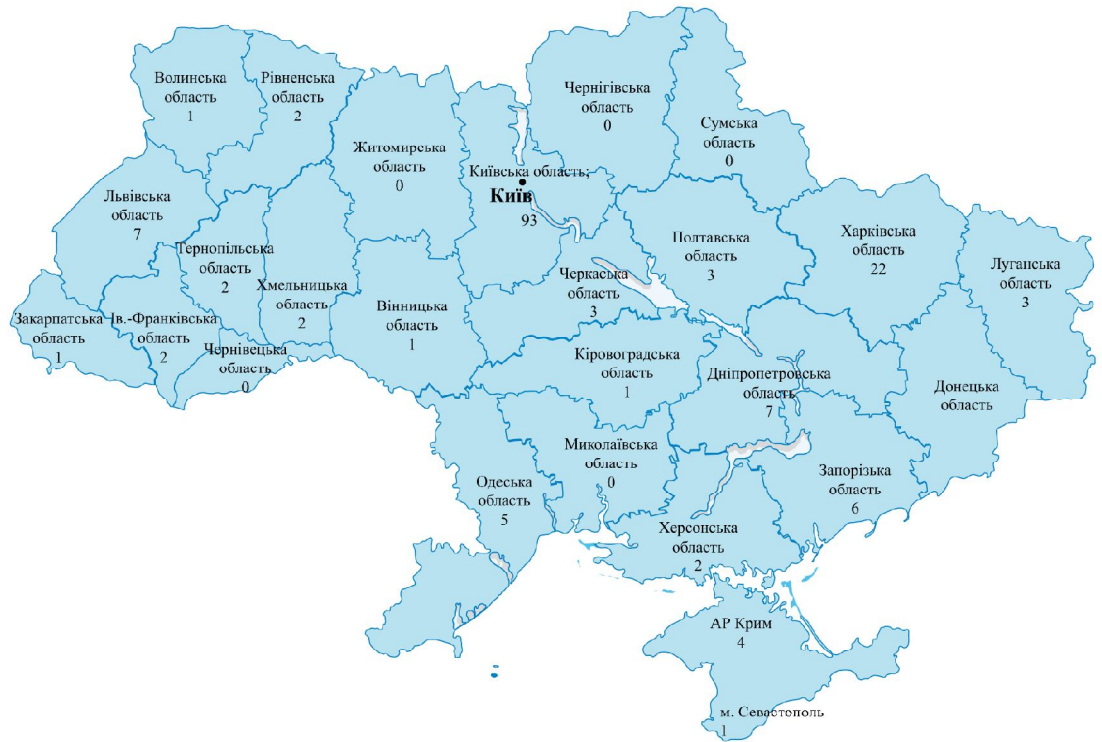 Волинська
область
1
Рівненська
область
2
Житомирська
область
0
Київська область;
Київ
93
Чернігівська
область
0
Сумська
область
0
Львівська
область
7
Тернопільська
область
2
Хмельницька
область
2
Вінницька
область
1
Черкаська
область
3
Полтавська
область
3
Харківська
область
22
Луганська
область
3
Закарпатська
область
1
Ів.-Франківська
область
2
Чернівецька
область
0
Кіровоградська
область
1
Дніпропетровська
область
7
Донецька
область
Одеська
область
5
Миколаївська
область
0
Запорізька
область
6
Херсонська
область
2
АР Крим
4
м. Севастополь
1